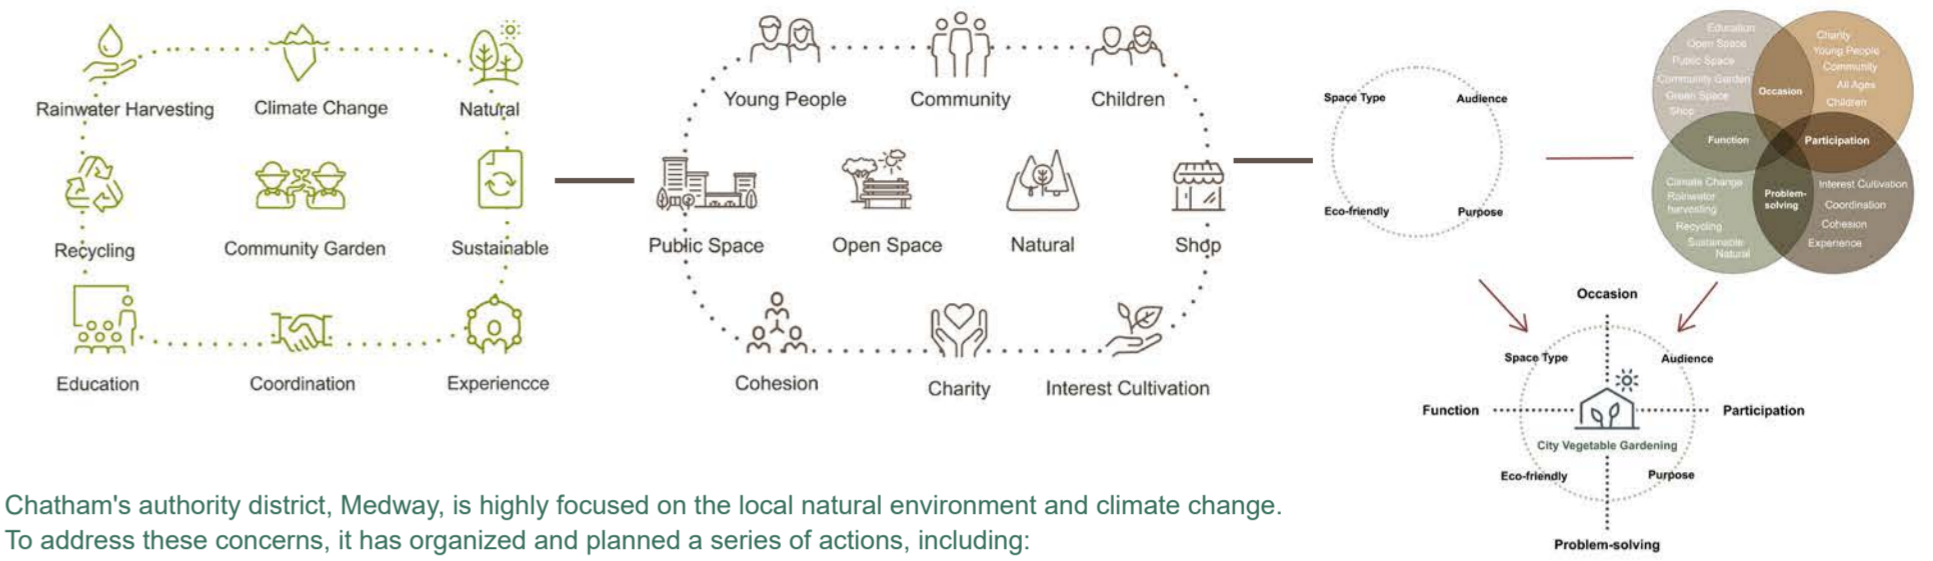 Rainwater Harvesting
Climate Change
Natural
Recycling
Community Garden
Sustainable
Education
Coordination
Experiencce
Young People
Community
Children
Public Space
Open Space
Natural
Shop
Cohesion
Charity
Interest Cultivation
Space Type
Audience
Eco-friendly
Purpose
Education
Open Space
Public Space
Community Garden
Green Space
Shop
Occasion
Charity
Young People
Community
All Ages
Children
Function
Participation
Climate Change
Rainwater
harvesting
Recycling
Sustainable
Natural
Problem-
solving
Interest Cultivation
Coordination
Cohesion
Experience
Occasion
Space Type
Audience
Function
Participation
City Vegetable Gardening
Eco-friendly
Purpose
Problem-solving
Chatham's authority district, Medway, is highly focused on the local natural environment and climate change.
To address these concerns, it has organized and planned a series of actions, including: